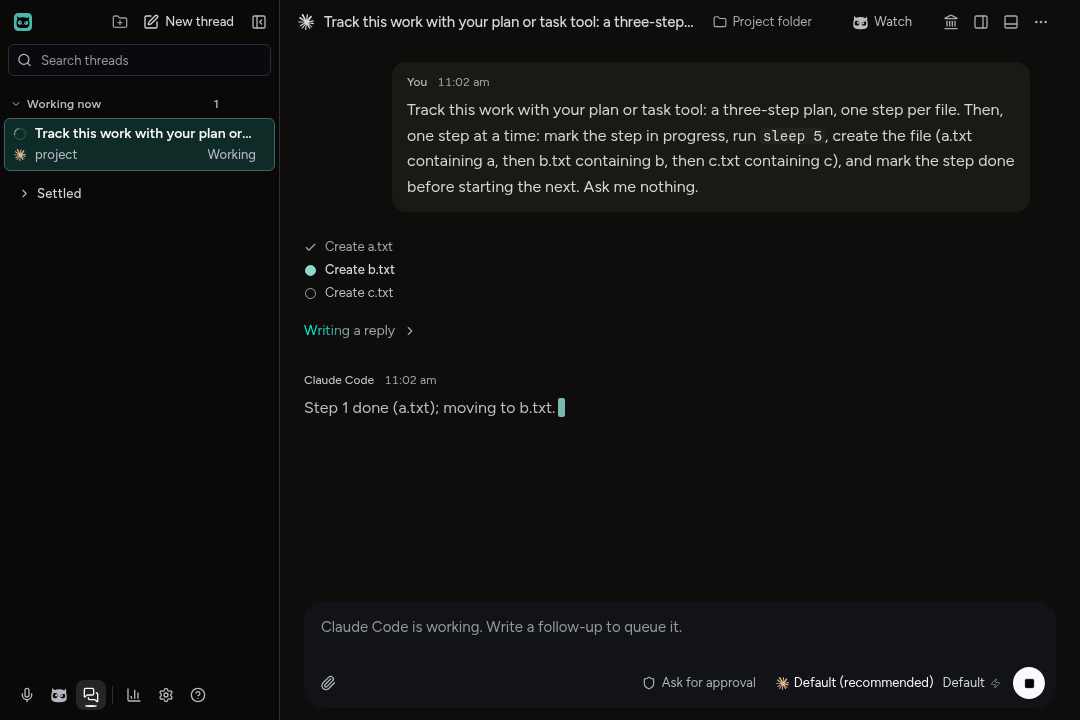 New thread
Search threads
Working now 1
Track this work with your plan or...
project Working
Settled
Track this work with your plan or task tool: a three-step... Project folder Watch
You 11:02 am
Track this work with your plan or task tool: a three-step plan, one step per file. Then,
one step at a time: mark the step in progress, run sleep 5, create the file (a.txt
containing a, then b.txt containing b, then c.txt containing c), and mark the step done
before starting the next. Ask me nothing.
Create a.txt
Create b.txt
Create c.txt
Writing a reply
Claude Code 11:02 am
Step 1 done (a.txt); moving to b.txt.
Claude Code is working. Write a follow-up to queue it.
Ask for approval Default (recommended) Default